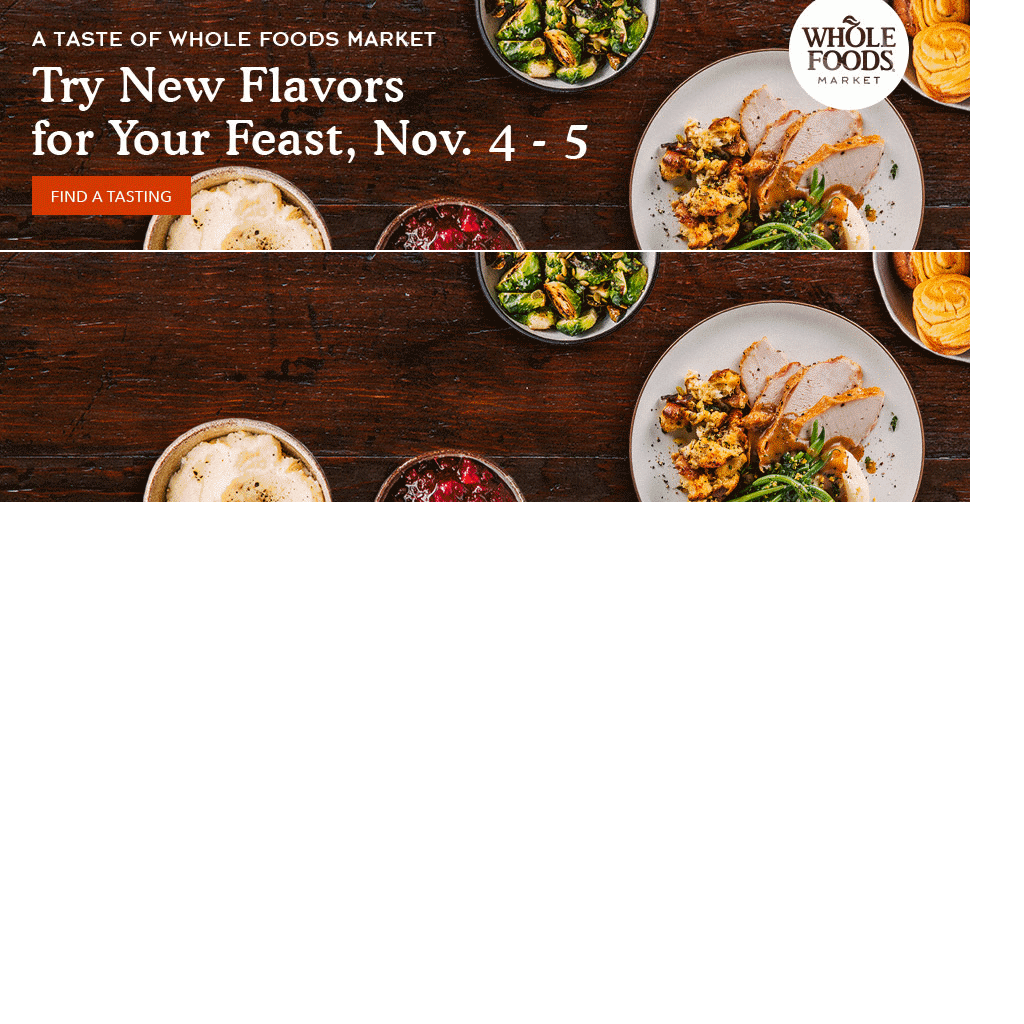 A TASTE OF WHOLE FOODS MARKET
Try New Flavors
for Your Feast, Nov. 4 - 5
FIND A TASTING
WHOLE
FOODS
MARKET